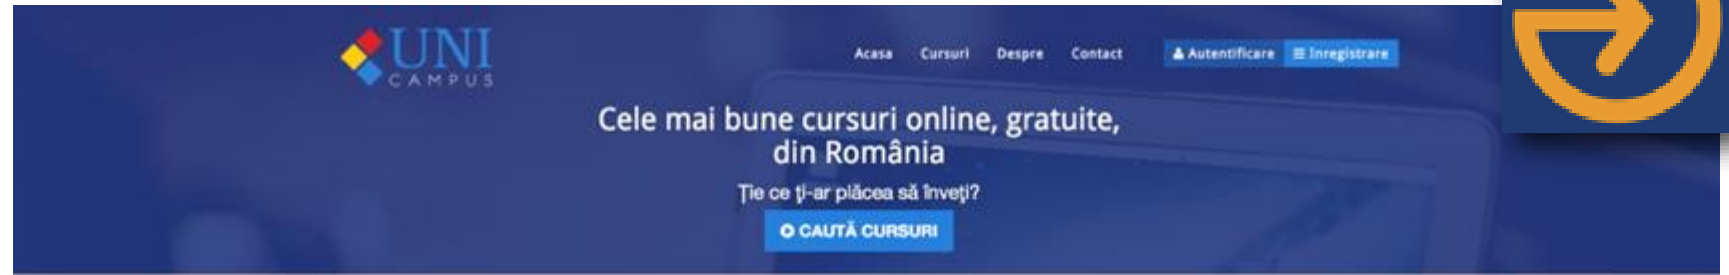 UNI
CAMPUS
Acasa Cursuri Despre Contact Autentificare Inregistrare
Cele mai bune cursuri online, gratuite,
din România
Ţie ce ţi-ar plăcea să înveţi?
CAUTĂ CURSURI